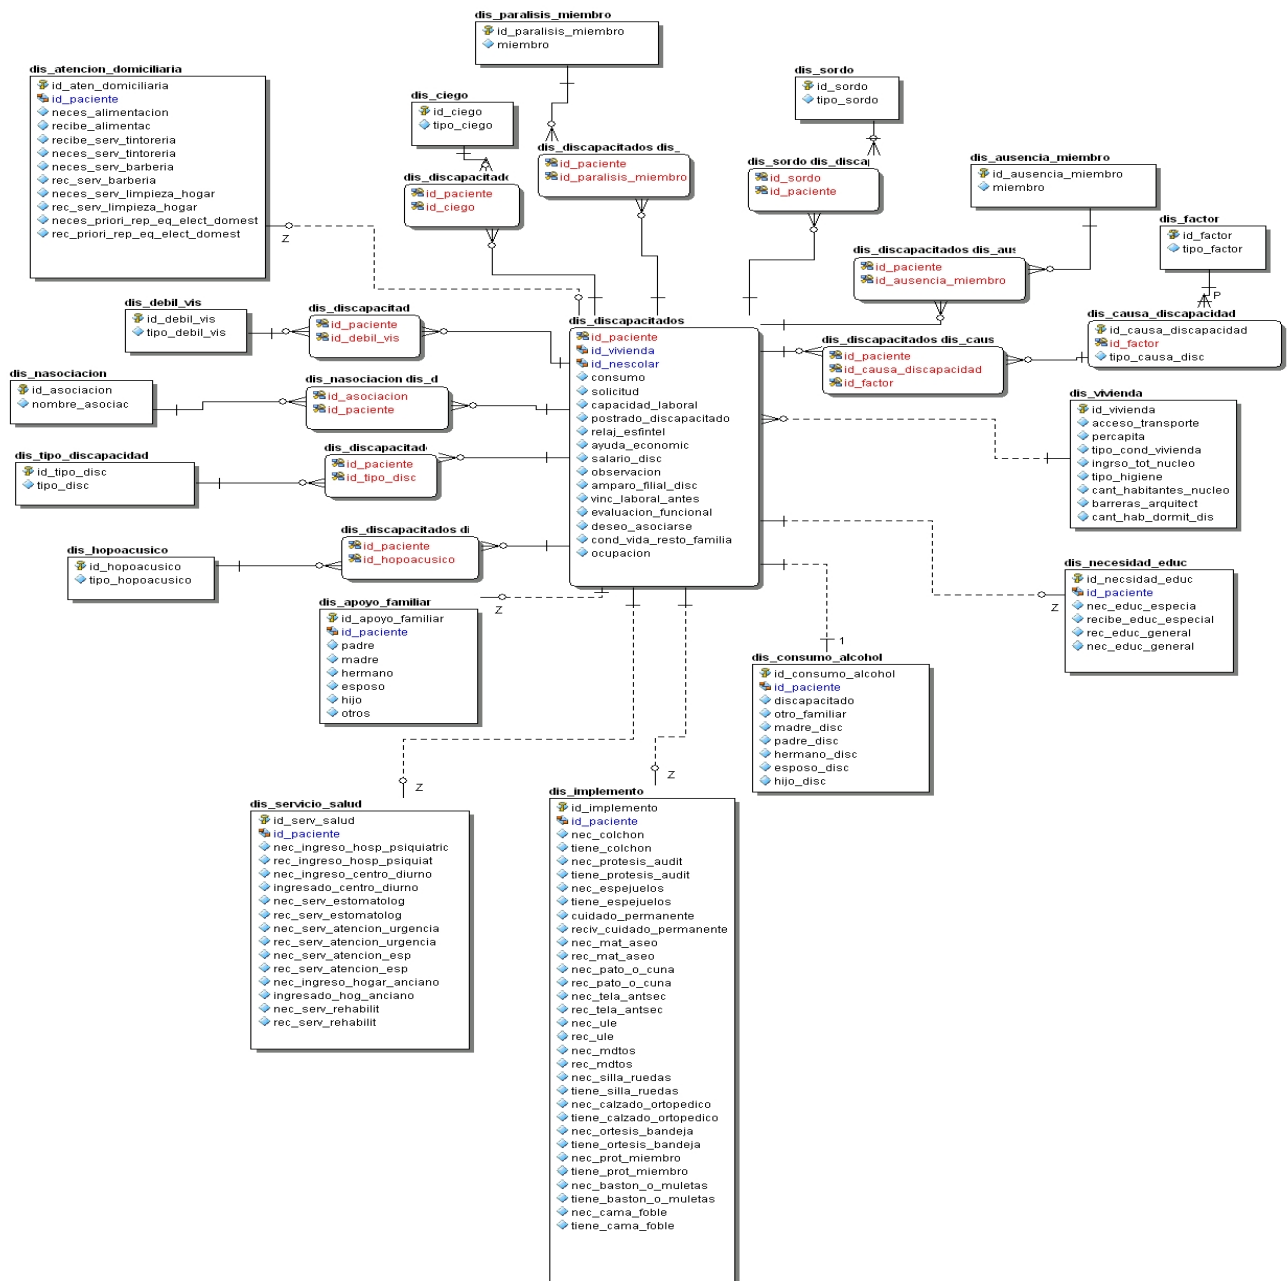 dis_paralisis_miembro
id_paralisis_miembro
miembro
dis_atencion_domiciliaria
id_aten_domiciliaria
id_paciente
neces_alimentacion
recibe_alimentac
recibe_serv_tintoreria
neces_serv_tintoreria
neces_serv_barberia
rec_serv_barberia
neces_serv_limpieza_hogar
rec_serv_limpieza_hogar
neces_priori_rep_eq_elect_domest
rec_priori_rep_eq_elect_domest
Z
dis_ciego
id_ciego
tipo_ciego
dis_sordo
id_sordo
tipo_sordo
dis_discapacitados dis_
id_paciente
id_paralisis_miembro
dis_discapacitado
id_paciente
id_ciego
dis_sordo dis_discap
id_sordo
id_paciente
dis_ausencia_miembro
id_ausencia_miembro
miembro
dis_factor
id_factor
tipo_factor
P
dis_discapacitados dis_aus
id_paciente
id_ausencia_miembro
dis_debil_vis
id_debil_vis
tipo_debil_vis
dis_discapacitad
id_paciente
id_debil_vis
dis_discapacitados
id_paciente
id_vivienda
id_nescolar
consumo
solicitud
capacidad_laboral
postrado_discapacitado
relaj_esfintel
ayuda_economic
salario_disc
observacion
amparo_filial_disc
vinc_laboral_antes
evaluacion_funcional
deseo_asociarse
cond_vida_resto_familia
ocupacion
dis_causa_discapacidad
id_causa_discapacidad
id_factor
tipo_causa_disc
dis_discapacitados dis_caus
id_paciente
id_causa_discapacidad
id_factor
dis_nasociacion
id_asociacion
nombre_asociac
dis_nasociacion dis_d
id_asociacion
id_paciente
dis_vivienda
id_vivienda
acceso_transporte
percapita
tipo_cond_vivienda
ingrso_tot_nucleo
tipo_higiene
cant_habitantes_nucleo
barreras_arquitect
cant_hab_dormit_dis
dis_tipo_discapacidad
id_tipo_disc
tipo_disc
dis_discapacitad
id_paciente
id_tipo_disc
dis_hopoacusico
id_hopoacusico
tipo_hopoacusico
dis_discapacitados di
id_paciente
id_hopoacusico
dis_necesidad_educ
id_necsidad_educ
id_paciente
nec_educ_especia
recibe_educ_especial
rec_educ_general
nec_educ_general
Z
dis_apoyo_familiar
id_apoyo_familiar
id_paciente
padre
madre
hermano
esposo
hijo
otros
Z
1
dis_consumo_alcohol
id_consumo_alcohol
id_paciente
discapacitado
otro_familiar
madre_disc
padre_disc
hermano_disc
esposo_disc
hijo_disc
Z
dis_servicio_salud
id_serv_salud
id_paciente
nec_ingreso_hosp_psiquiatric
rec_ingreso_hosp_psiquiat
nec_ingreso_centro_diurno
ingresado_centro_diurno
nec_serv_estomatolog
rec_serv_estomatolog
nec_serv_atencion_urgencia
rec_serv_atencion_urgencia
nec_serv_atencion_esp
rec_serv_atencion_esp
nec_ingreso_hogar_anciano
ingresado_hog_anciano
nec_serv_rehabilit
rec_serv_rehabilit
Z
dis_implemento
id_implemento
id_paciente
nec_colchon
tiene_colchon
nec_protesis_audit
tiene_protesis_audit
nec_espejuelos
tiene_espejuelos
cuidado_permanente
reciv_cuidado_permanente
nec_mat_aseo
rec_mat_aseo
nec_pato_o_cuna
rec_pato_o_cuna
nec_tela_antsec
rec_tela_antsec
nec_ule
rec_ule
nec_mdtos
rec_mdtos
nec_silla_ruedas
tiene_silla_ruedas
nec_calzado_ortopedico
tiene_calzado_ortopedico
nec_ortesis_bandeja
tiene_ortesis_bandeja
nec_prot_miembro
tiene_prot_miembro
nec_baston_o_muletas
tiene_baston_o_muletas
nec_cama_foble
tiene_cama_foble